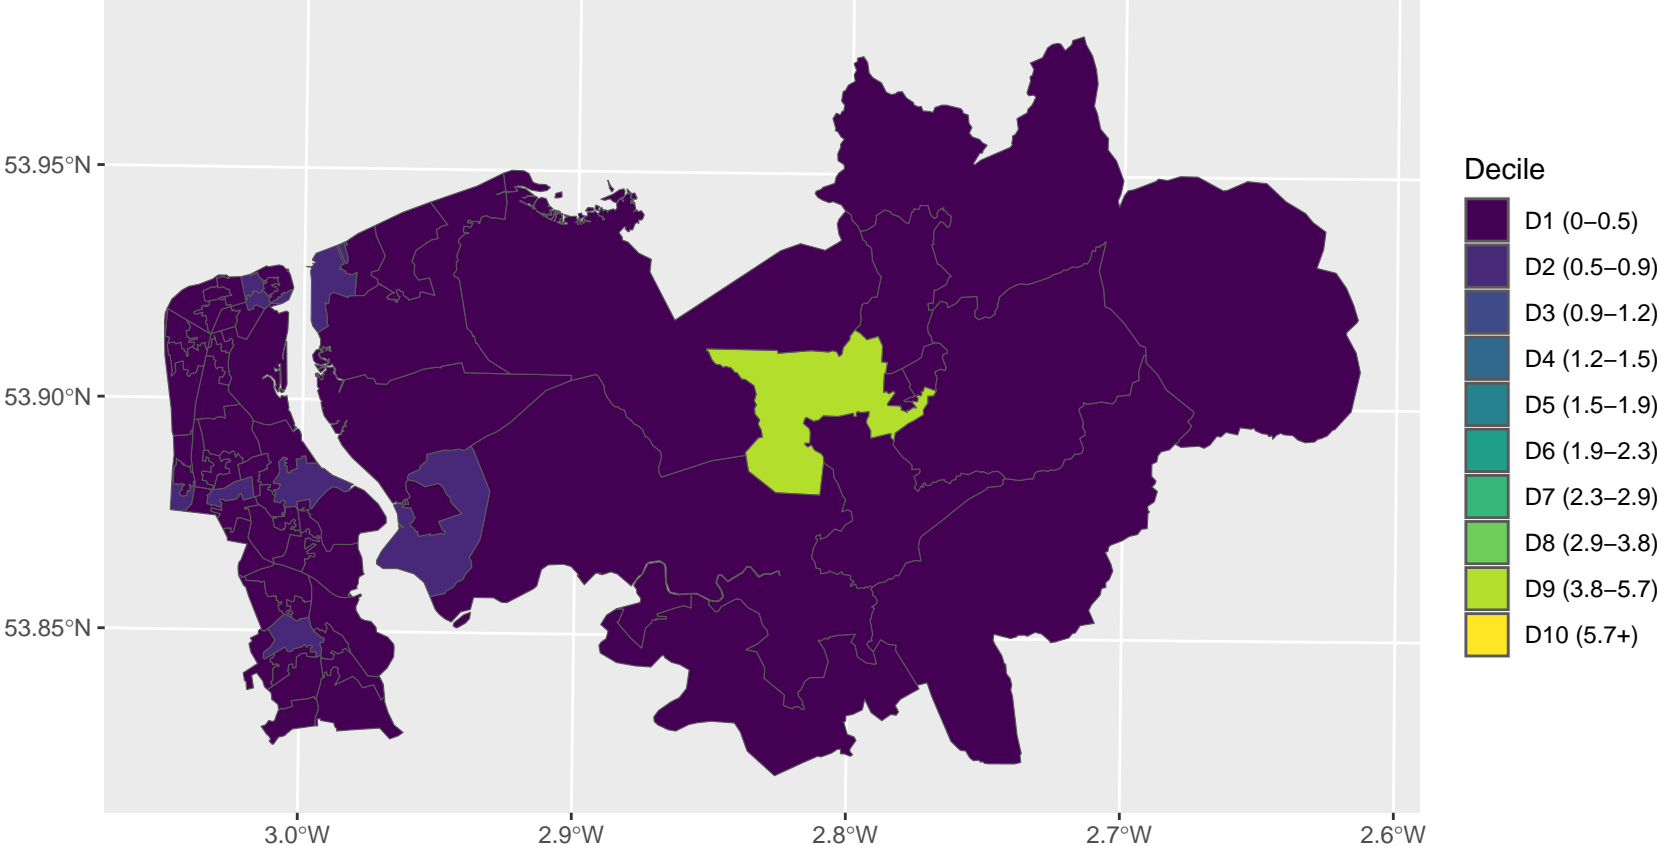 53.95°N
53.90°N
53.85°N
3.0°W
2.9°W
2.8°W
2.7°W
2.6°W
Decile
D1 (0−0.5)
D2 (0.5−0.9)
D3 (0.9−1.2)
D4 (1.2−1.5)
D5 (1.5−1.9)
D6 (1.9−2.3)
D7 (2.3−2.9)
D8 (2.9−3.8)
D9 (3.8−5.7)
D10 (5.7+)